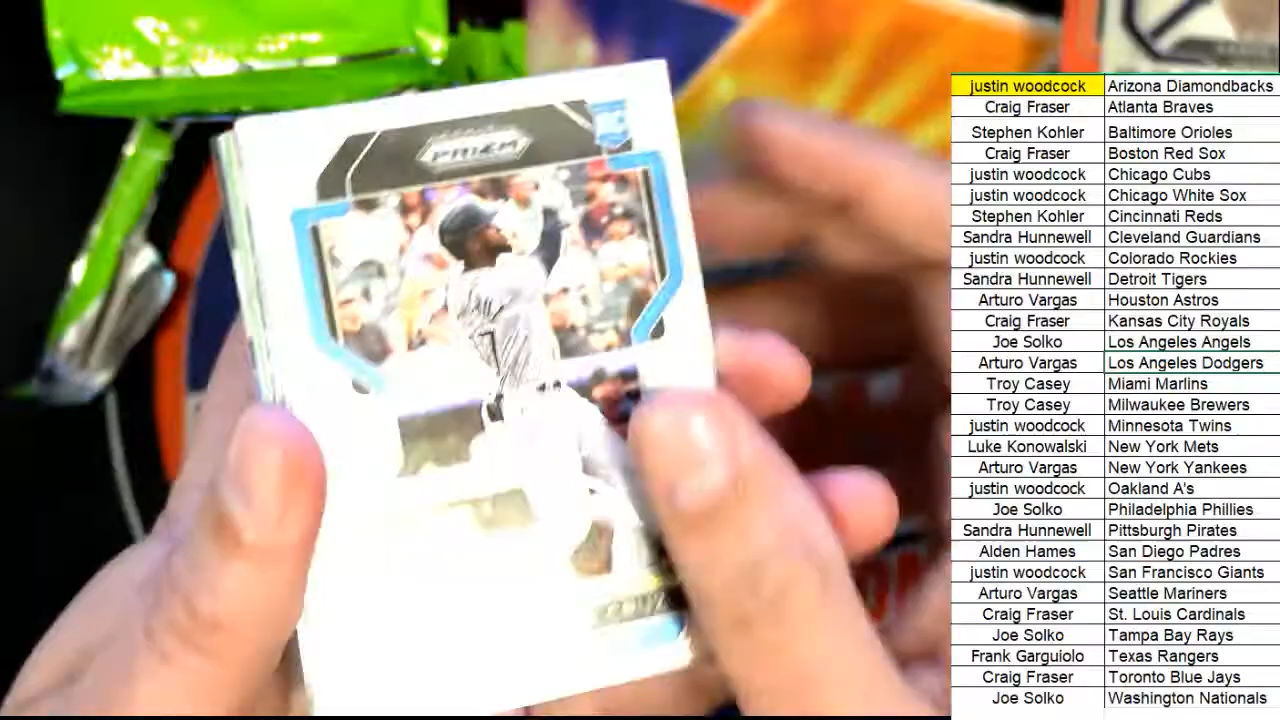 PRIZM
RC
7
justin woodcock Arizona Diamondbacks
Craig Fraser Atlanta Braves
Stephen Kohler Baltimore Orioles
Craig Fraser Boston Red Sox
justin woodcock Chicago Cubs
justin woodcock Chicago White Sox
Stephen Kohler Cincinnati Reds
Sandra Hunnewell Cleveland Guardians
justin woodcock Colorado Rockies
Sandra Hunnewell Detroit Tigers
Arturo Vargas Houston Astros
Craig Fraser Kansas City Royals
Joe Solko Los Angeles Angels
Arturo Vargas Los Angeles Dodgers
Troy Casey Miami Marlins
Troy Casey Milwaukee Brewers
justin woodcock Minnesota Twins
Luke Konowalski New York Mets
Arturo Vargas New York Yankees
justin woodcock Oakland A's
Joe Solko Philadelphia Phillies
Sandra Hunnewell Pittsburgh Pirates
Alden Hames San Diego Padres
justin woodcock San Francisco Giants
Arturo Vargas Seattle Mariners
Craig Fraser St. Louis Cardinals
Joe Solko Tampa Bay Rays
Frank Garguiolo Texas Rangers
Craig Fraser Toronto Blue Jays
Joe Solko Washington Nationals